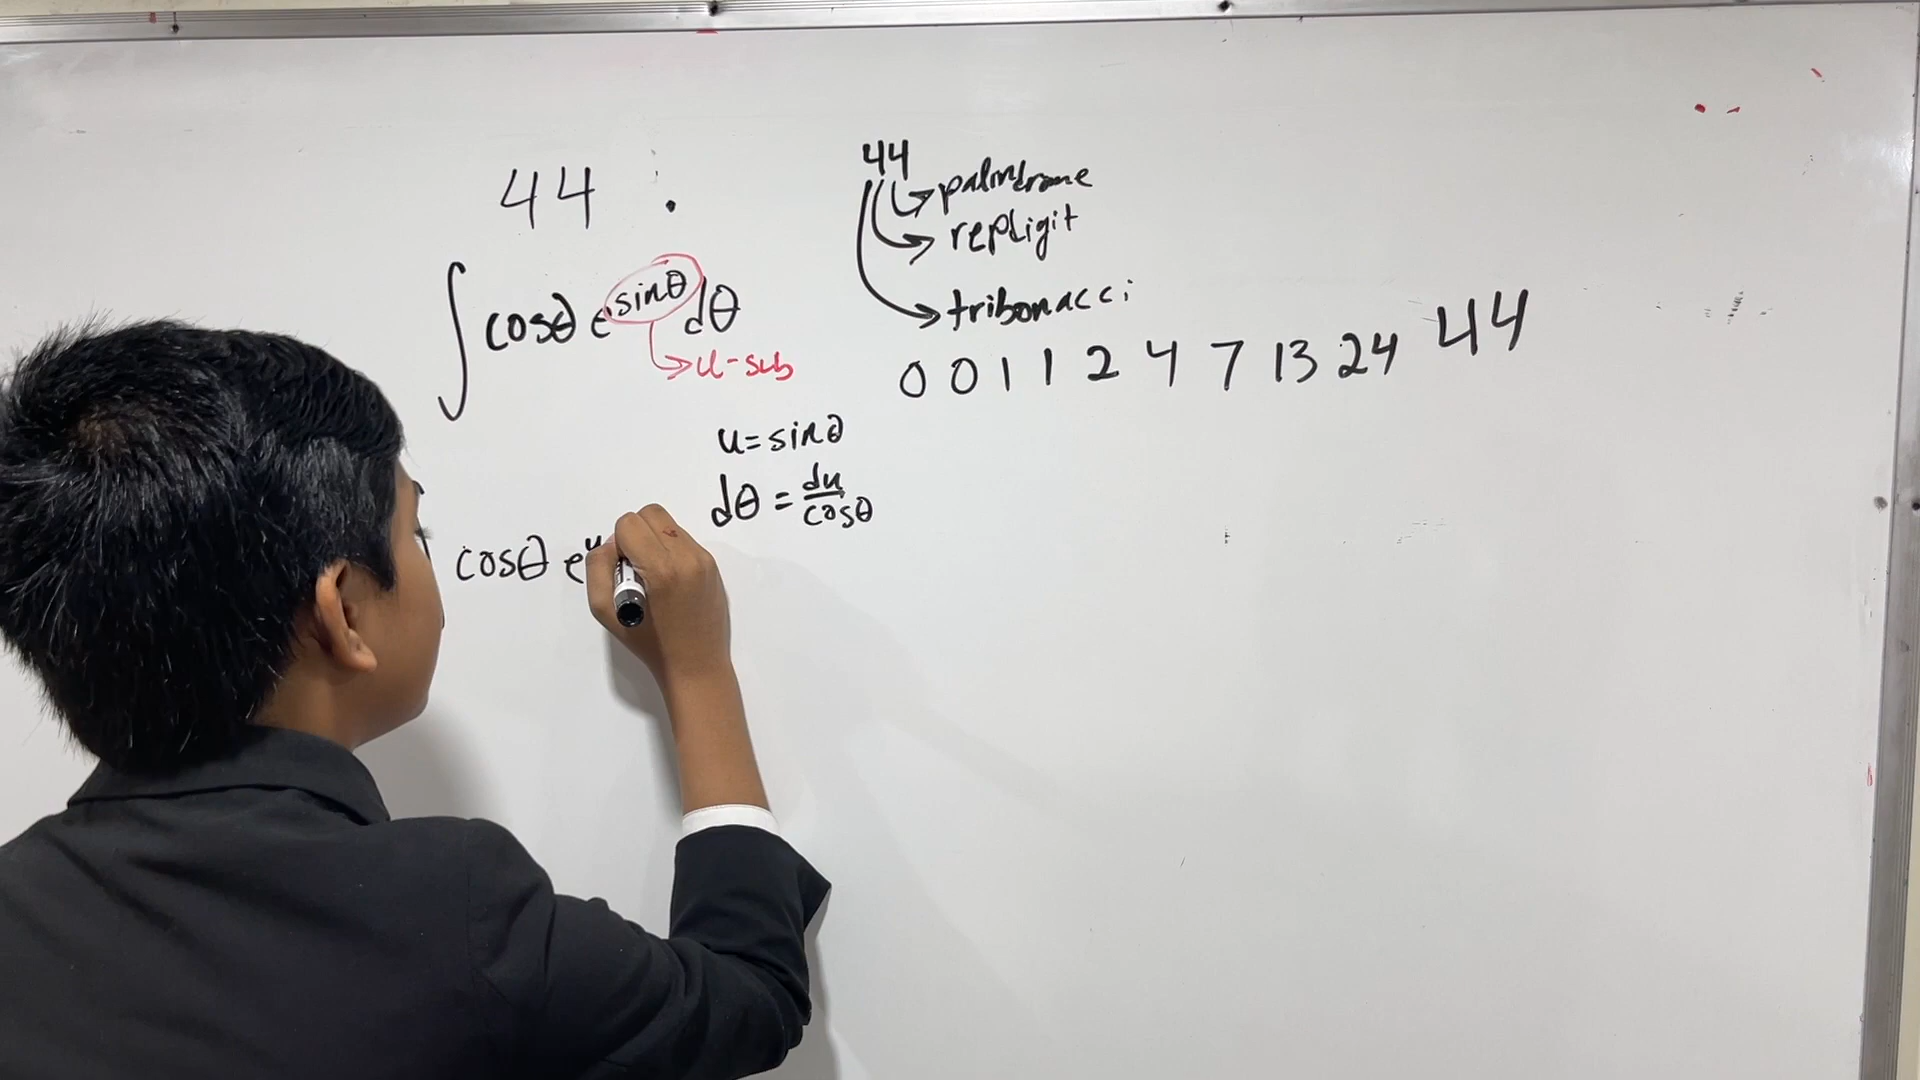 44 .
∫ cosθ e^sinθ dθ
u-sub
u = sinθ
dθ = du/cosθ
cosθ e^u
44
palindrome
repdigit
tribonacci
0 0 1 1 2 4 7 13 24 44